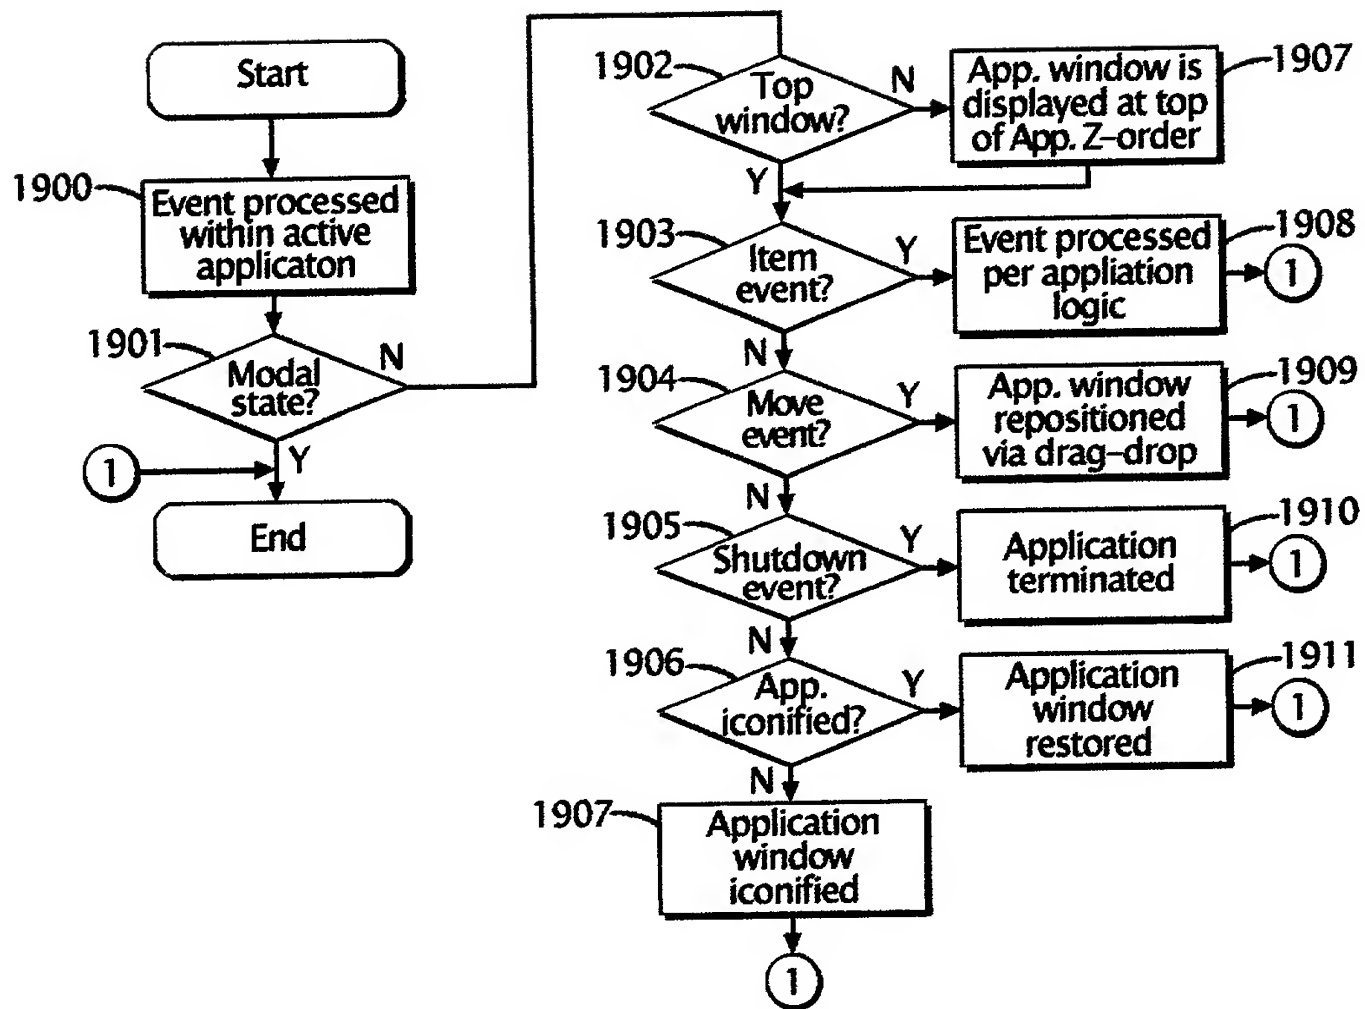 Start
1900
Event processed
within active
applicaton
1901
Modal
state?
N
Y
1
End
1902
Top
window?
N
Y
App. window is
displayed at top
of App. Z-order
1907
1903
Item
event?
Y
N
Event processed
per appliation
logic
1908
1
1904
Move
event?
Y
N
App. window
repositioned
via drag-drop
1909
1
1905
Shutdown
event?
Y
N
Application
terminated
1910
1
1906
App.
iconified?
Y
N
Application
window
restored
1911
1
1907
Application
window
iconified
1